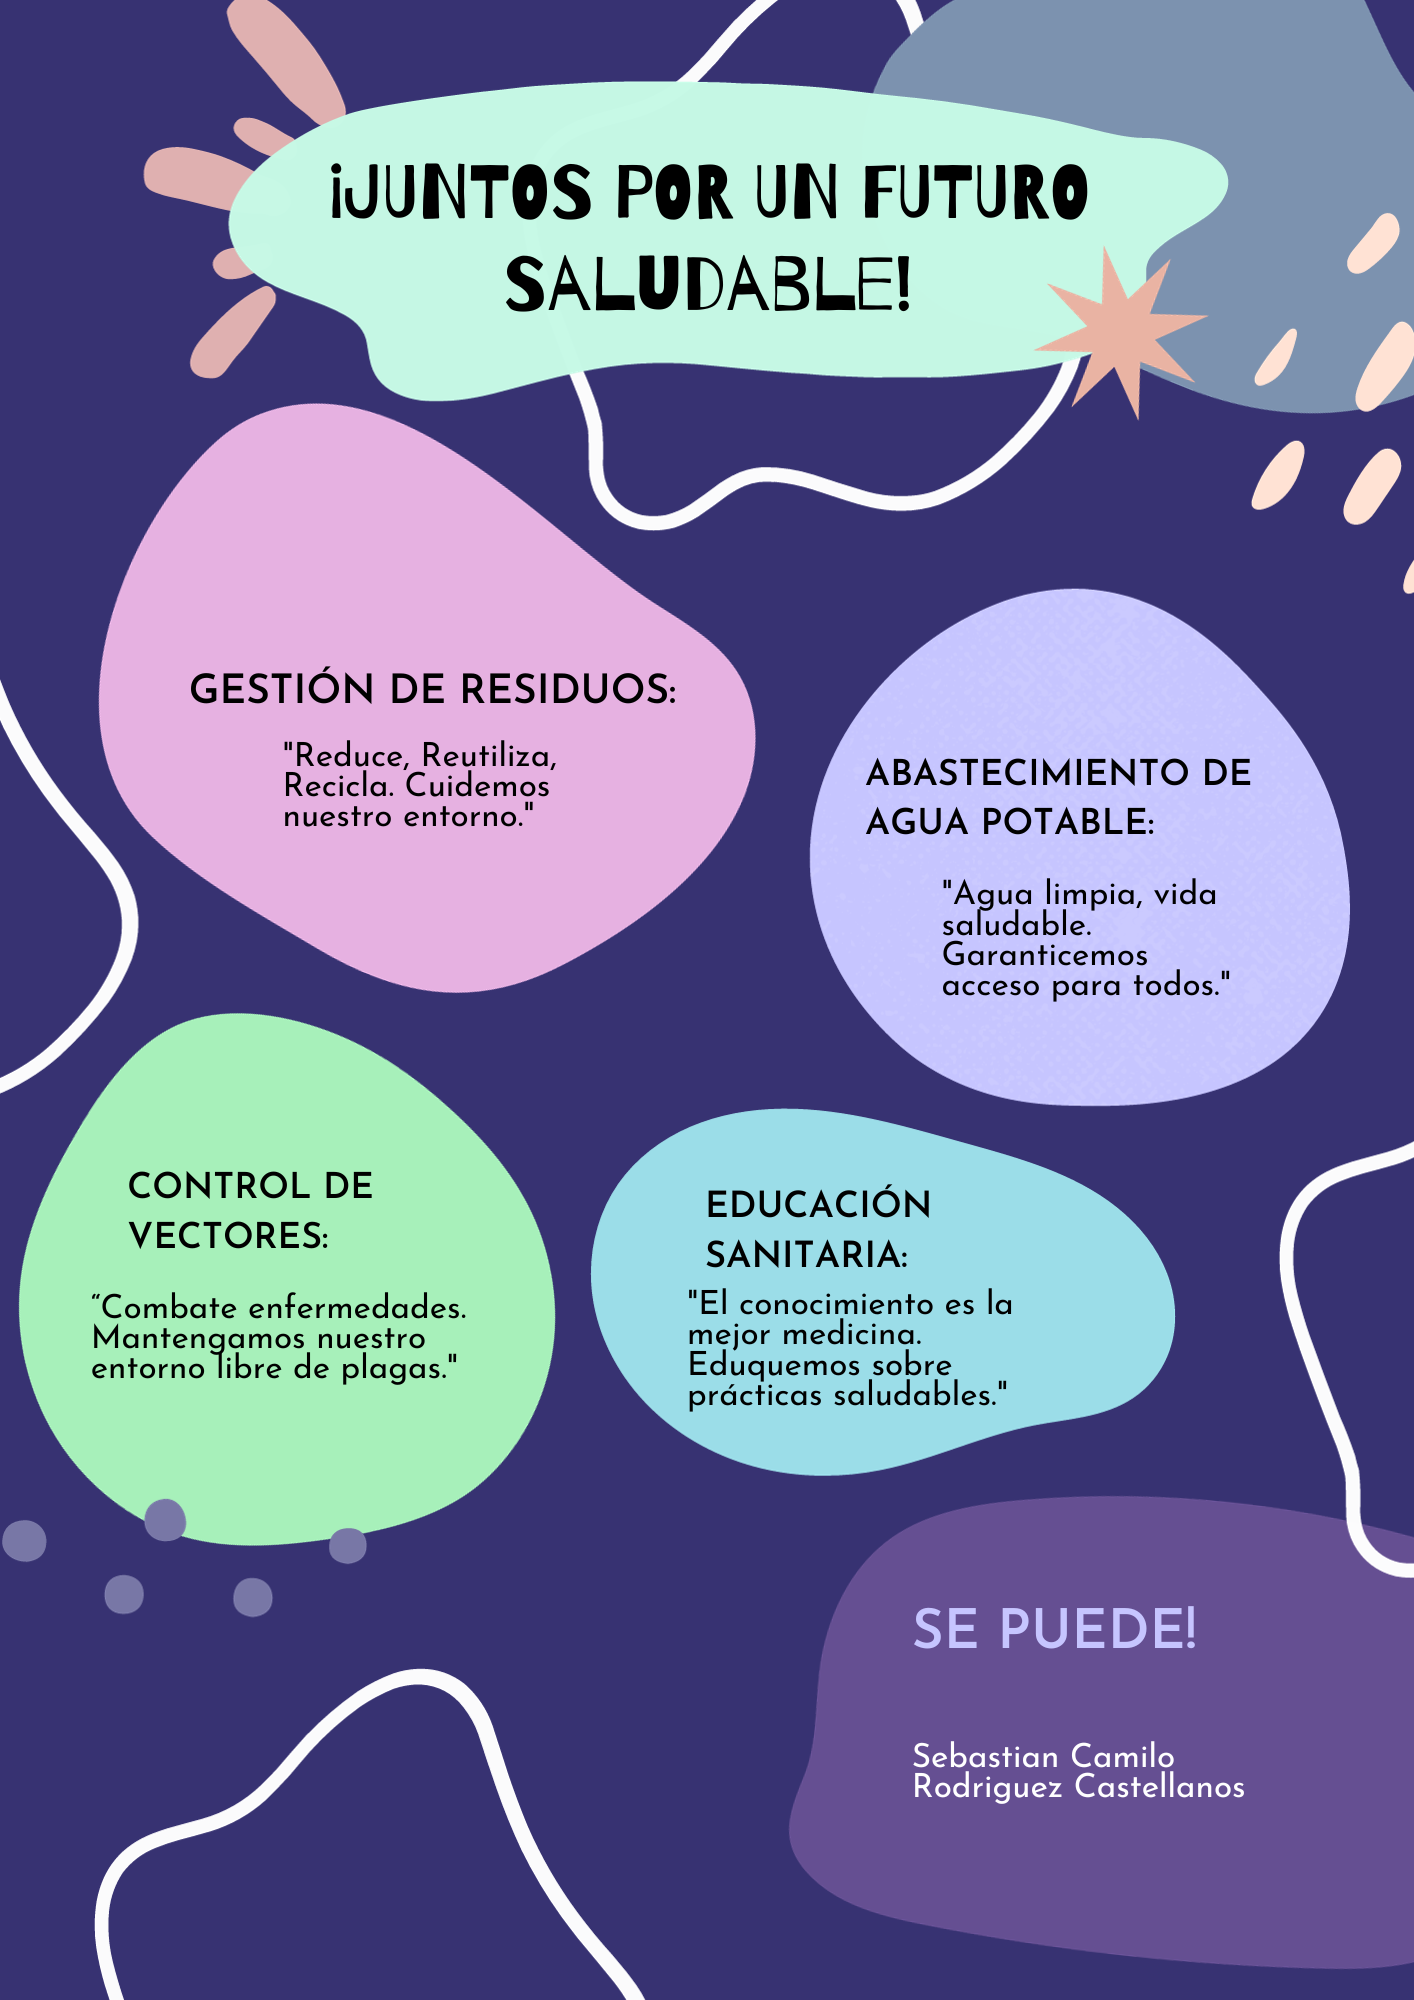 ¡JUNTOS POR UN FUTURO
SALUDABLE!
GESTIÓN DE RESIDUOS:
"Reduce, Reutiliza,
Recicla. Cuidemos
nuestro entorno."
ABASTECIMIENTO DE
AGUA POTABLE:
"Agua limpia, vida
saludable.
Garanticemos
acceso para todos."
CONTROL DE
VECTORES:
“Combate enfermedades.
Mantengamos nuestro
entorno libre de plagas."
EDUCACIÓN
SANITARIA:
"El conocimiento es la
mejor medicina.
Eduquemos sobre
prácticas saludables."
SE PUEDE!
Sebastian Camilo
Rodriguez Castellanos